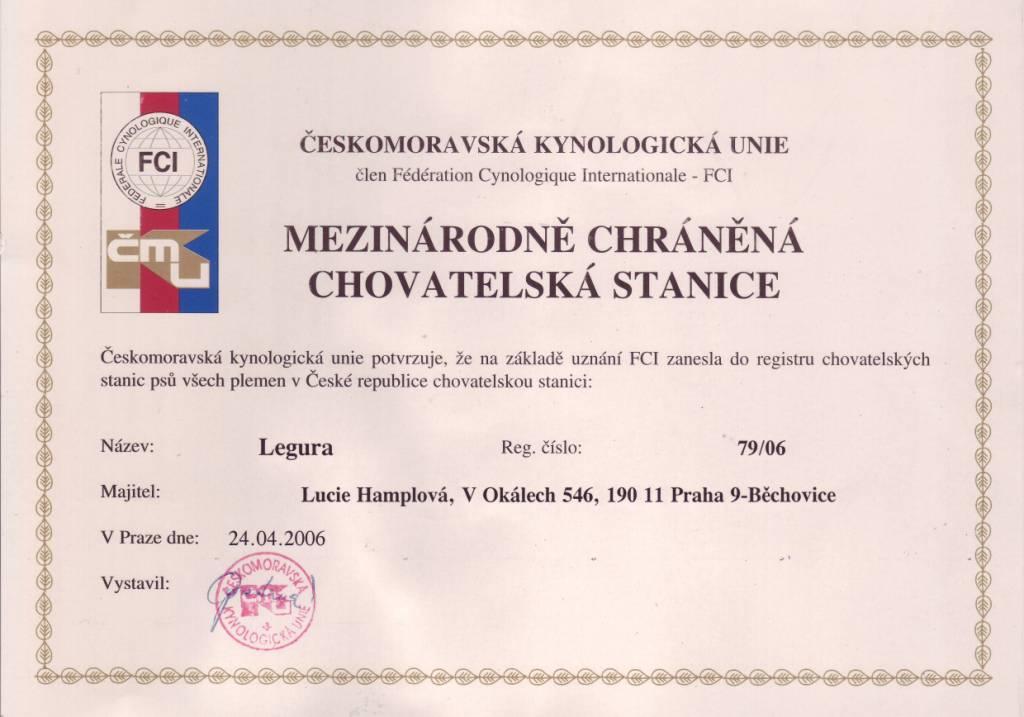 FÉDÉRALE CYNOLOGIQUE INTERNATIONALE
FCI
čmKu
ČESKOMORAVSKÁ KYNOLOGICKÁ UNIE
člen Fédération Cynologique Internationale - FCI
MEZINÁRODNĚ CHRÁNĚNÁ
CHOVATELSKÁ STANICE
Českomoravská kynologická unie potvrzuje, že na základě uznání FCI zanesla do registru chovatelských
stanic psů všech plemen v České republice chovatelskou stanici:
Název: Legura Reg. číslo: 79/06
Majitel: Lucie Hamplová, V Okálech 546, 190 11 Praha 9-Běchovice
V Praze dne: 24.04.2006
Vystavil:
ČESKOMORAVSKÁ
KYNOLOGICKÁ UNIE